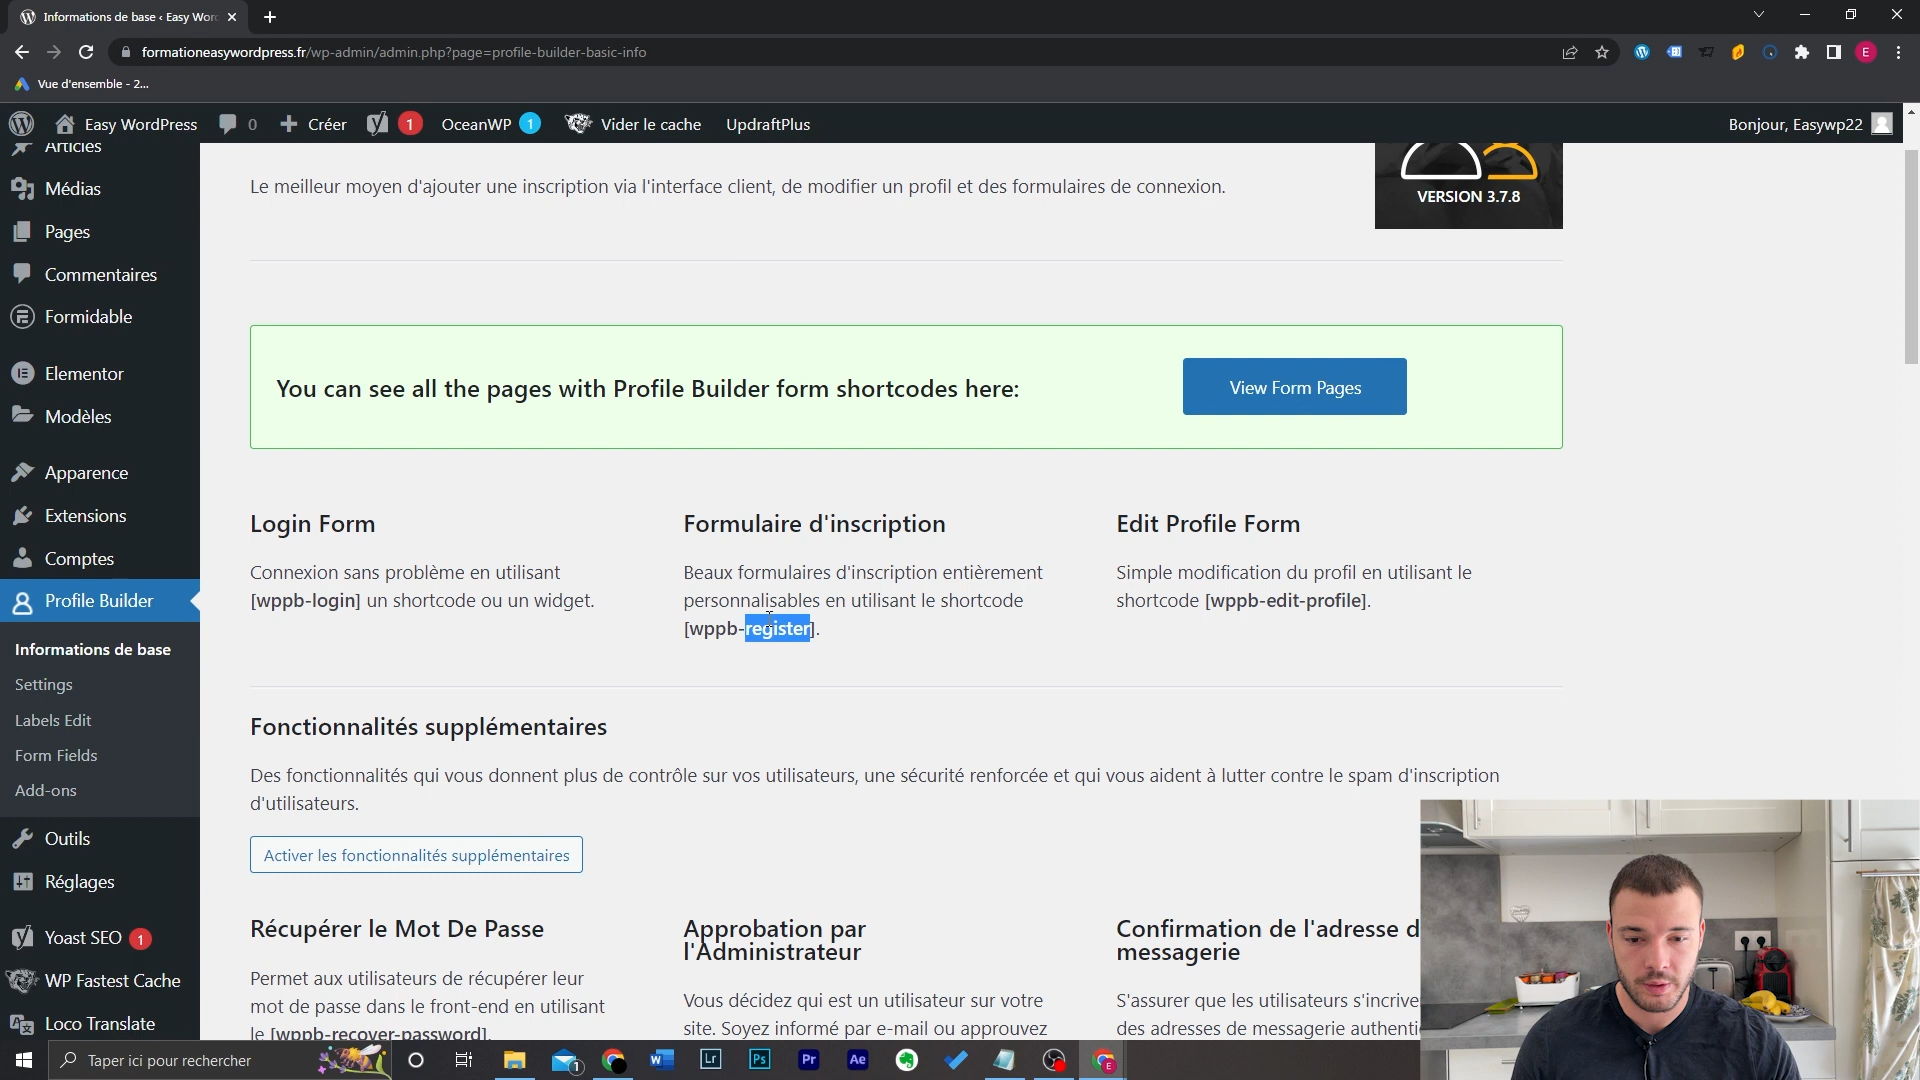 Informations de base ‹ Easy Wor
formationeasywordpress.fr/wp-admin/admin.php?page=profile-builder-basic-info
E
Vue d'ensemble - 2...
Easy WordPress
0
Créer
1
OceanWP
1
Vider le cache
UpdraftPlus
Bonjour, Easywp22
Articles
Médias
Pages
Commentaires
Formidable
Elementor
Modèles
Apparence
Extensions
Comptes
Profile Builder
Informations de base
Settings
Labels Edit
Form Fields
Add-ons
Outils
Réglages
Yoast SEO 1
WP Fastest Cache
Loco Translate
Le meilleur moyen d'ajouter une inscription via l'interface client, de modifier un profil et des formulaires de connexion.
VERSION 3.7.8
You can see all the pages with Profile Builder form shortcodes here:
View Form Pages
Login Form
Connexion sans problème en utilisant
[wppb-login] un shortcode ou un widget.
Formulaire d'inscription
Beaux formulaires d'inscription entièrement
personnalisables en utilisant le shortcode
[wppb-register].
Edit Profile Form
Simple modification du profil en utilisant le
shortcode [wppb-edit-profile].
Fonctionnalités supplémentaires
Des fonctionnalités qui vous donnent plus de contrôle sur vos utilisateurs, une sécurité renforcée et qui vous aident à lutter contre le spam d'inscription
d'utilisateurs.
Activer les fonctionnalités supplémentaires
Récupérer le Mot De Passe
Permet aux utilisateurs de récupérer leur
mot de passe dans le front-end en utilisant
le [wppb-recover-password].
Approbation par
l'Administrateur
Vous décidez qui est un utilisateur sur votre
site. Soyez informé par e-mail ou approuvez
Confirmation de l'adresse d
messagerie
S'assurer que les utilisateurs s'incrive
des adresses de messagerie authenti
Taper ici pour rechercher
1
W
Lr
Ps
Pr
Ae
E